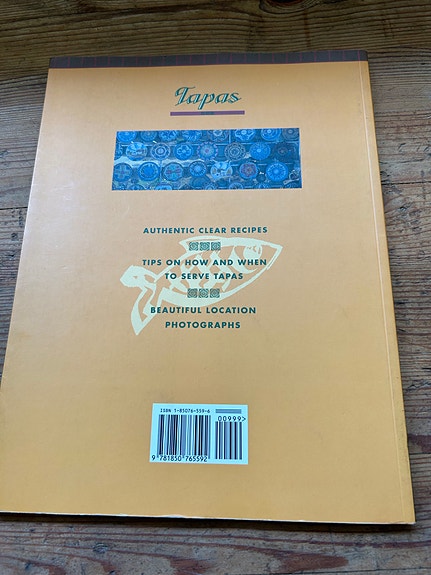 Tapas
AUTHENTIC CLEAR RECIPES
TIPS ON HOW AND WHEN
TO SERVE TAPAS
BEAUTIFUL LOCATION
PHOTOGRAPHS
ISBN 1-85076-559-6
00999>
9 781850 765592